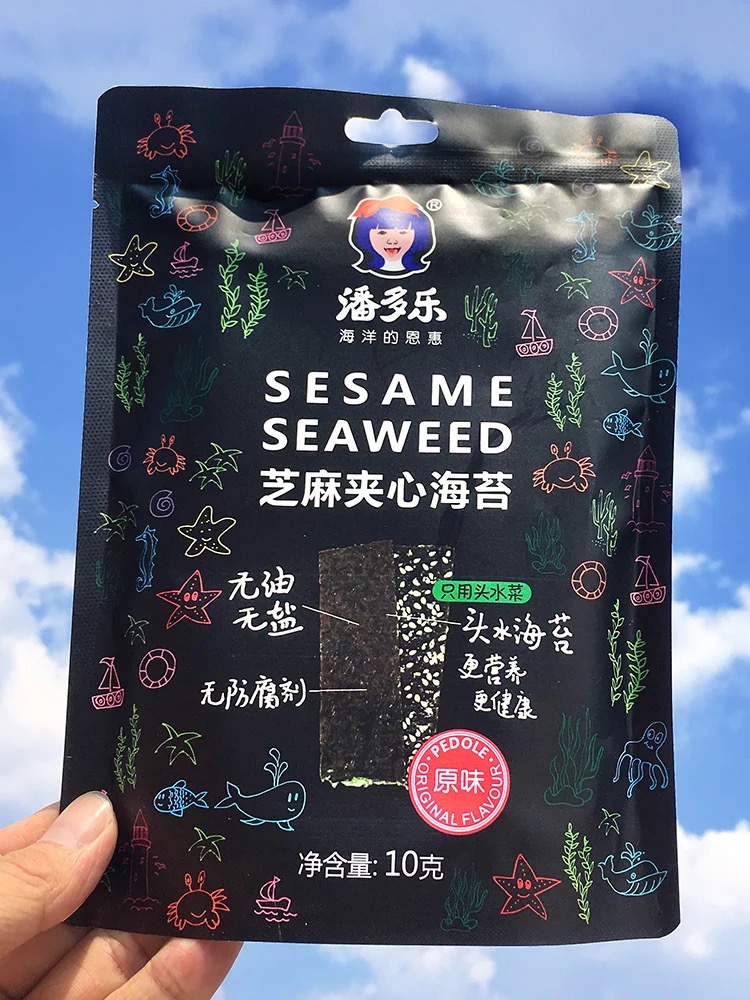 ®
潘多乐
海洋的恩惠
SESAME
SEAWEED
芝麻夹心海苔
无油
无盐
无防腐剂
只用头水菜
头水海苔
更营养
更健康
PEDOLE
原味
ORIGINAL FLAVOUR
净含量: 10克